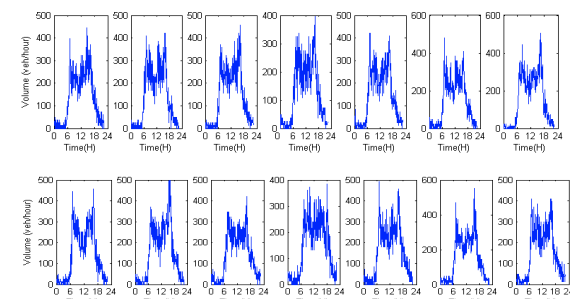 500 500 500 400 500 600 600
400 400 400 300 400 400 400
300 300 300 200 300 200 200
200 200 200 100 200 0 0
100 100 100 0 100
0 0 0 0
Volume (veh/hour)
0 6 12 18 24 0 6 12 18 24 0 6 12 18 24 0 6 12 18 24 0 6 12 18 24 0 6 12 18 24 0 6 12 18 24
Time(H) Time(H) Time(H) Time(H) Time(H) Time(H) Time(H)
500 500 500 400 500 600 500
400 400 400 300 400 400 400
300 300 300 200 300 200 300
200 200 200 100 200 0 200
100 100 100 0 100 100
0 0 0 0 0
Volume (veh/hour)
0 6 12 18 24 0 6 12 18 24 0 6 12 18 24 0 6 12 18 24 0 6 12 18 24 0 6 12 18 24 0 6 12 18 24